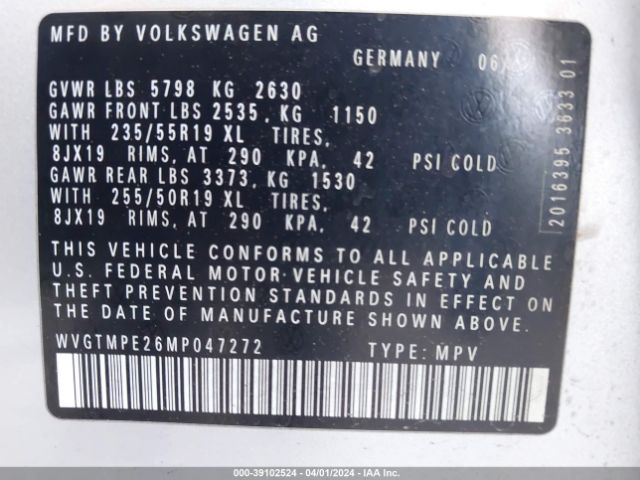 MFD BY VOLKSWAGEN AG
GERMANY 06/
GVWR LBS 5798 KG 2630
GAWR FRONT LBS 2535, KG 1150
WITH 235/55R19 XL TIRES,
8JX19 RIMS, AT 290 KPA, 42 PSI COLD
GAWR REAR LBS 3373, KG 1530
WITH 255/50R19 XL TIRES,
8JX19 RIMS, AT 290 KPA, 42 PSI COLD
THIS VEHICLE CONFORMS TO ALL APPLICABLE
U.S. FEDERAL MOTOR VEHICLE SAFETY AND
THEFT PREVENTION STANDARDS IN EFFECT ON
THE DATE OF MANUFACTURE SHOWN ABOVE.
WVGTMPE26MP047272 TYPE: MPV
2016395 3633 01
000-39102524 - 04/01/2024 - IAA Inc.